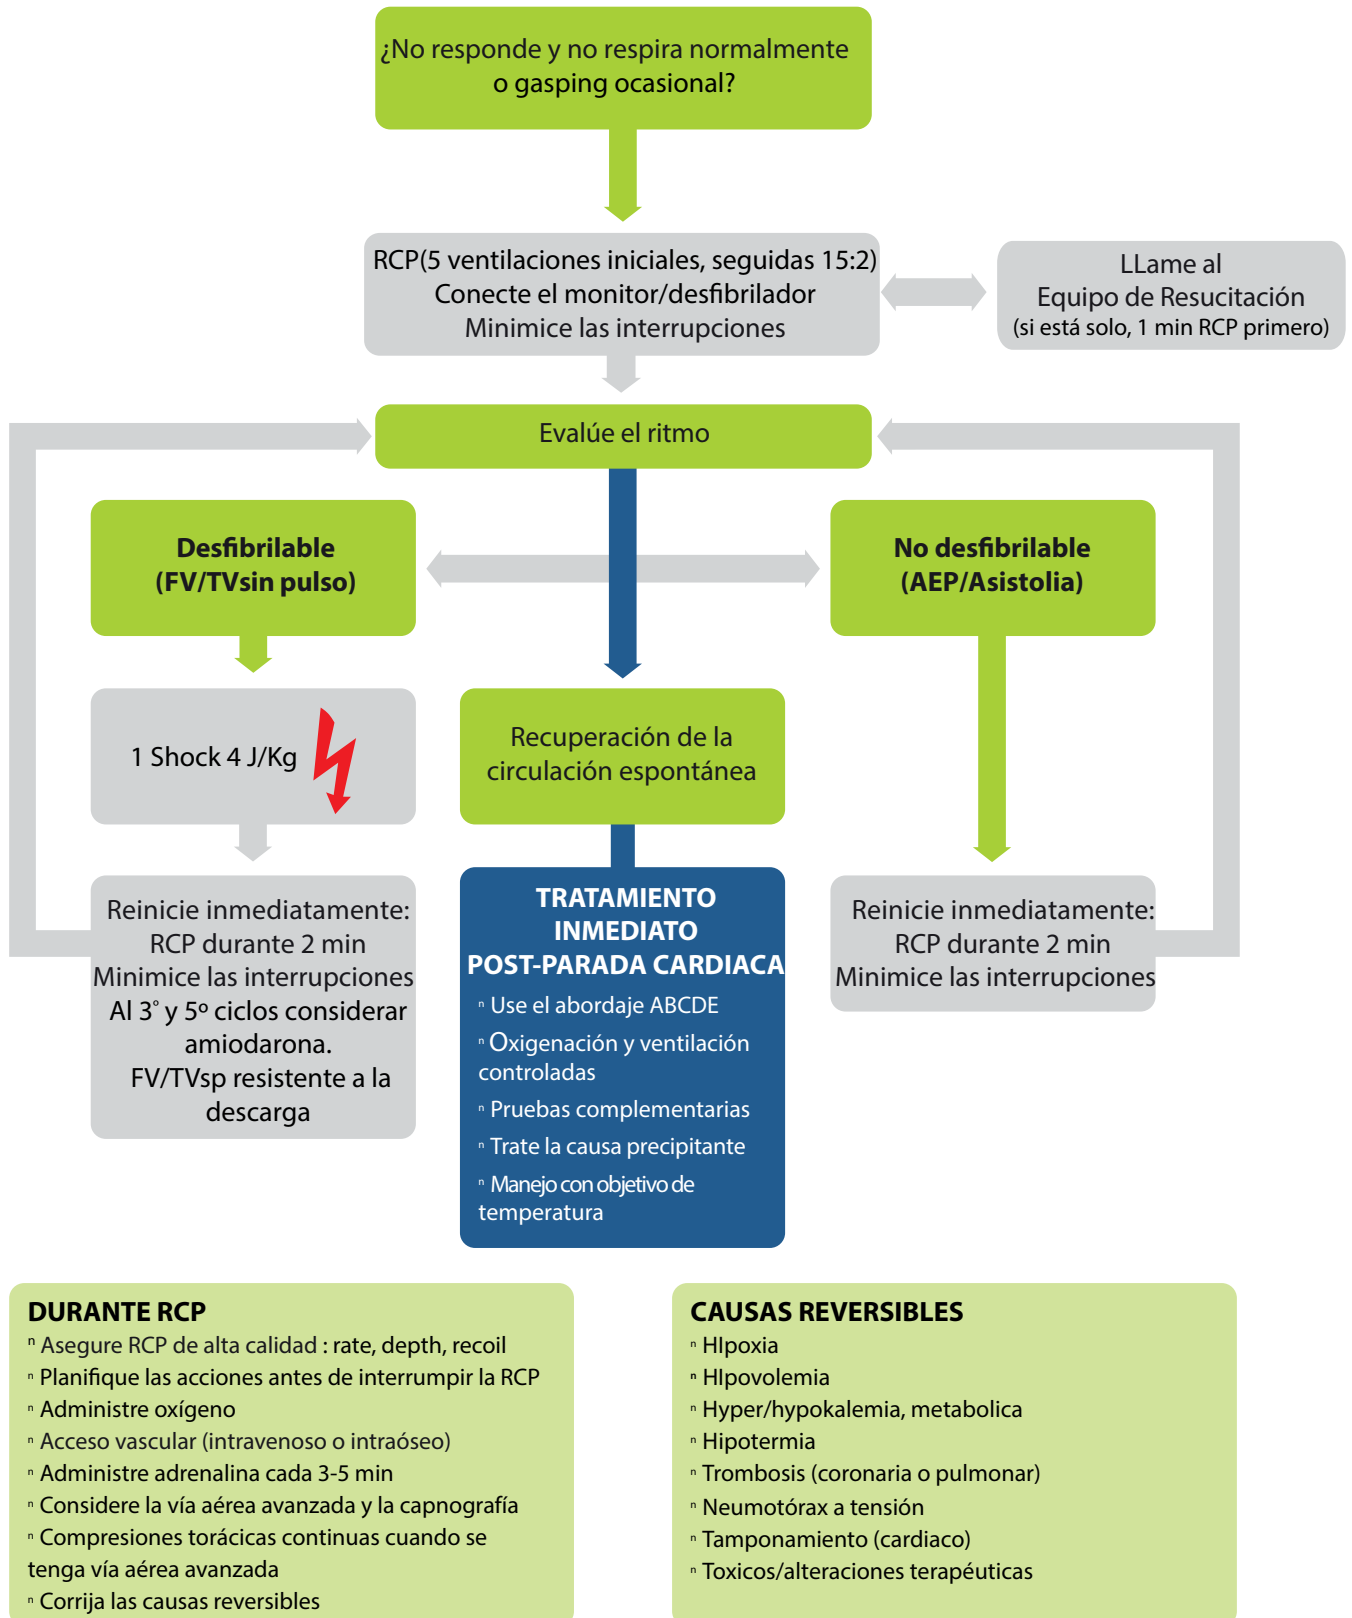 ¿No responde y no respira normalmente
o gasping ocasional?
RCP(5 ventilaciones iniciales, seguidas 15:2)
Conecte el monitor/desfibrilador
Minimice las interrupciones
LLame al
Equipo de Resucitación
(si está solo, 1 min RCP primero)
Evalúe el ritmo
Desfibrilable
(FV/TVsin pulso)
No desfibrilable
(AEP/Asistolia)
1 Shock 4 J/Kg
Recuperación de la
circulación espontánea
Reinicie inmediatamente:
RCP durante 2 min
Minimice las interrupciones
Al 3° y 5º ciclos considerar
amiodarona.
FV/TVsp resistente a la
descarga
TRATAMIENTO
INMEDIATO
POST-PARADA CARDIACA
ⁿ Use el abordaje ABCDE
ⁿ Oxigenación y ventilación
controladas
ⁿ Pruebas complementarias
ⁿ Trate la causa precipitante
ⁿ Manejo con objetivo de
temperatura
Reinicie inmediatamente:
RCP durante 2 min
Minimice las interrupciones
DURANTE RCP
ⁿ Asegure RCP de alta calidad : rate, depth, recoil
ⁿ Planifique las acciones antes de interrumpir la RCP
ⁿ Administre oxígeno
ⁿ Acceso vascular (intravenoso o intraóseo)
ⁿ Administre adrenalina cada 3-5 min
ⁿ Considere la vía aérea avanzada y la capnografía
ⁿ Compresiones torácicas continuas cuando se
tenga vía aérea avanzada
ⁿ Corrija las causas reversibles
CAUSAS REVERSIBLES
ⁿ HIpoxia
ⁿ HIpovolemia
ⁿ Hyper/hypokalemia, metabolica
ⁿ Hipotermia
ⁿ Trombosis (coronaria o pulmonar)
ⁿ Neumotórax a tensión
ⁿ Tamponamiento (cardiaco)
ⁿ Toxicos/alteraciones terapéuticas